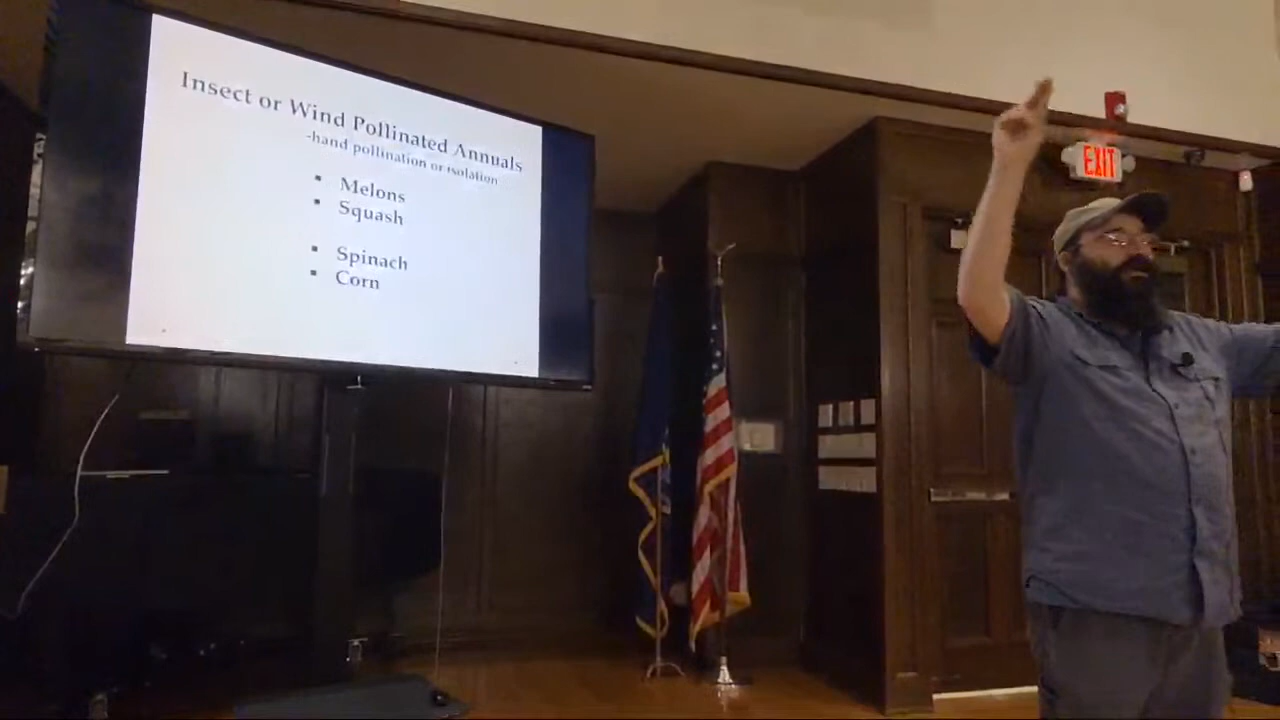 Insect or Wind Pollinated Annuals
-hand pollination or isolation
▪ Melons
▪ Squash
▪ Spinach
▪ Corn
EXIT